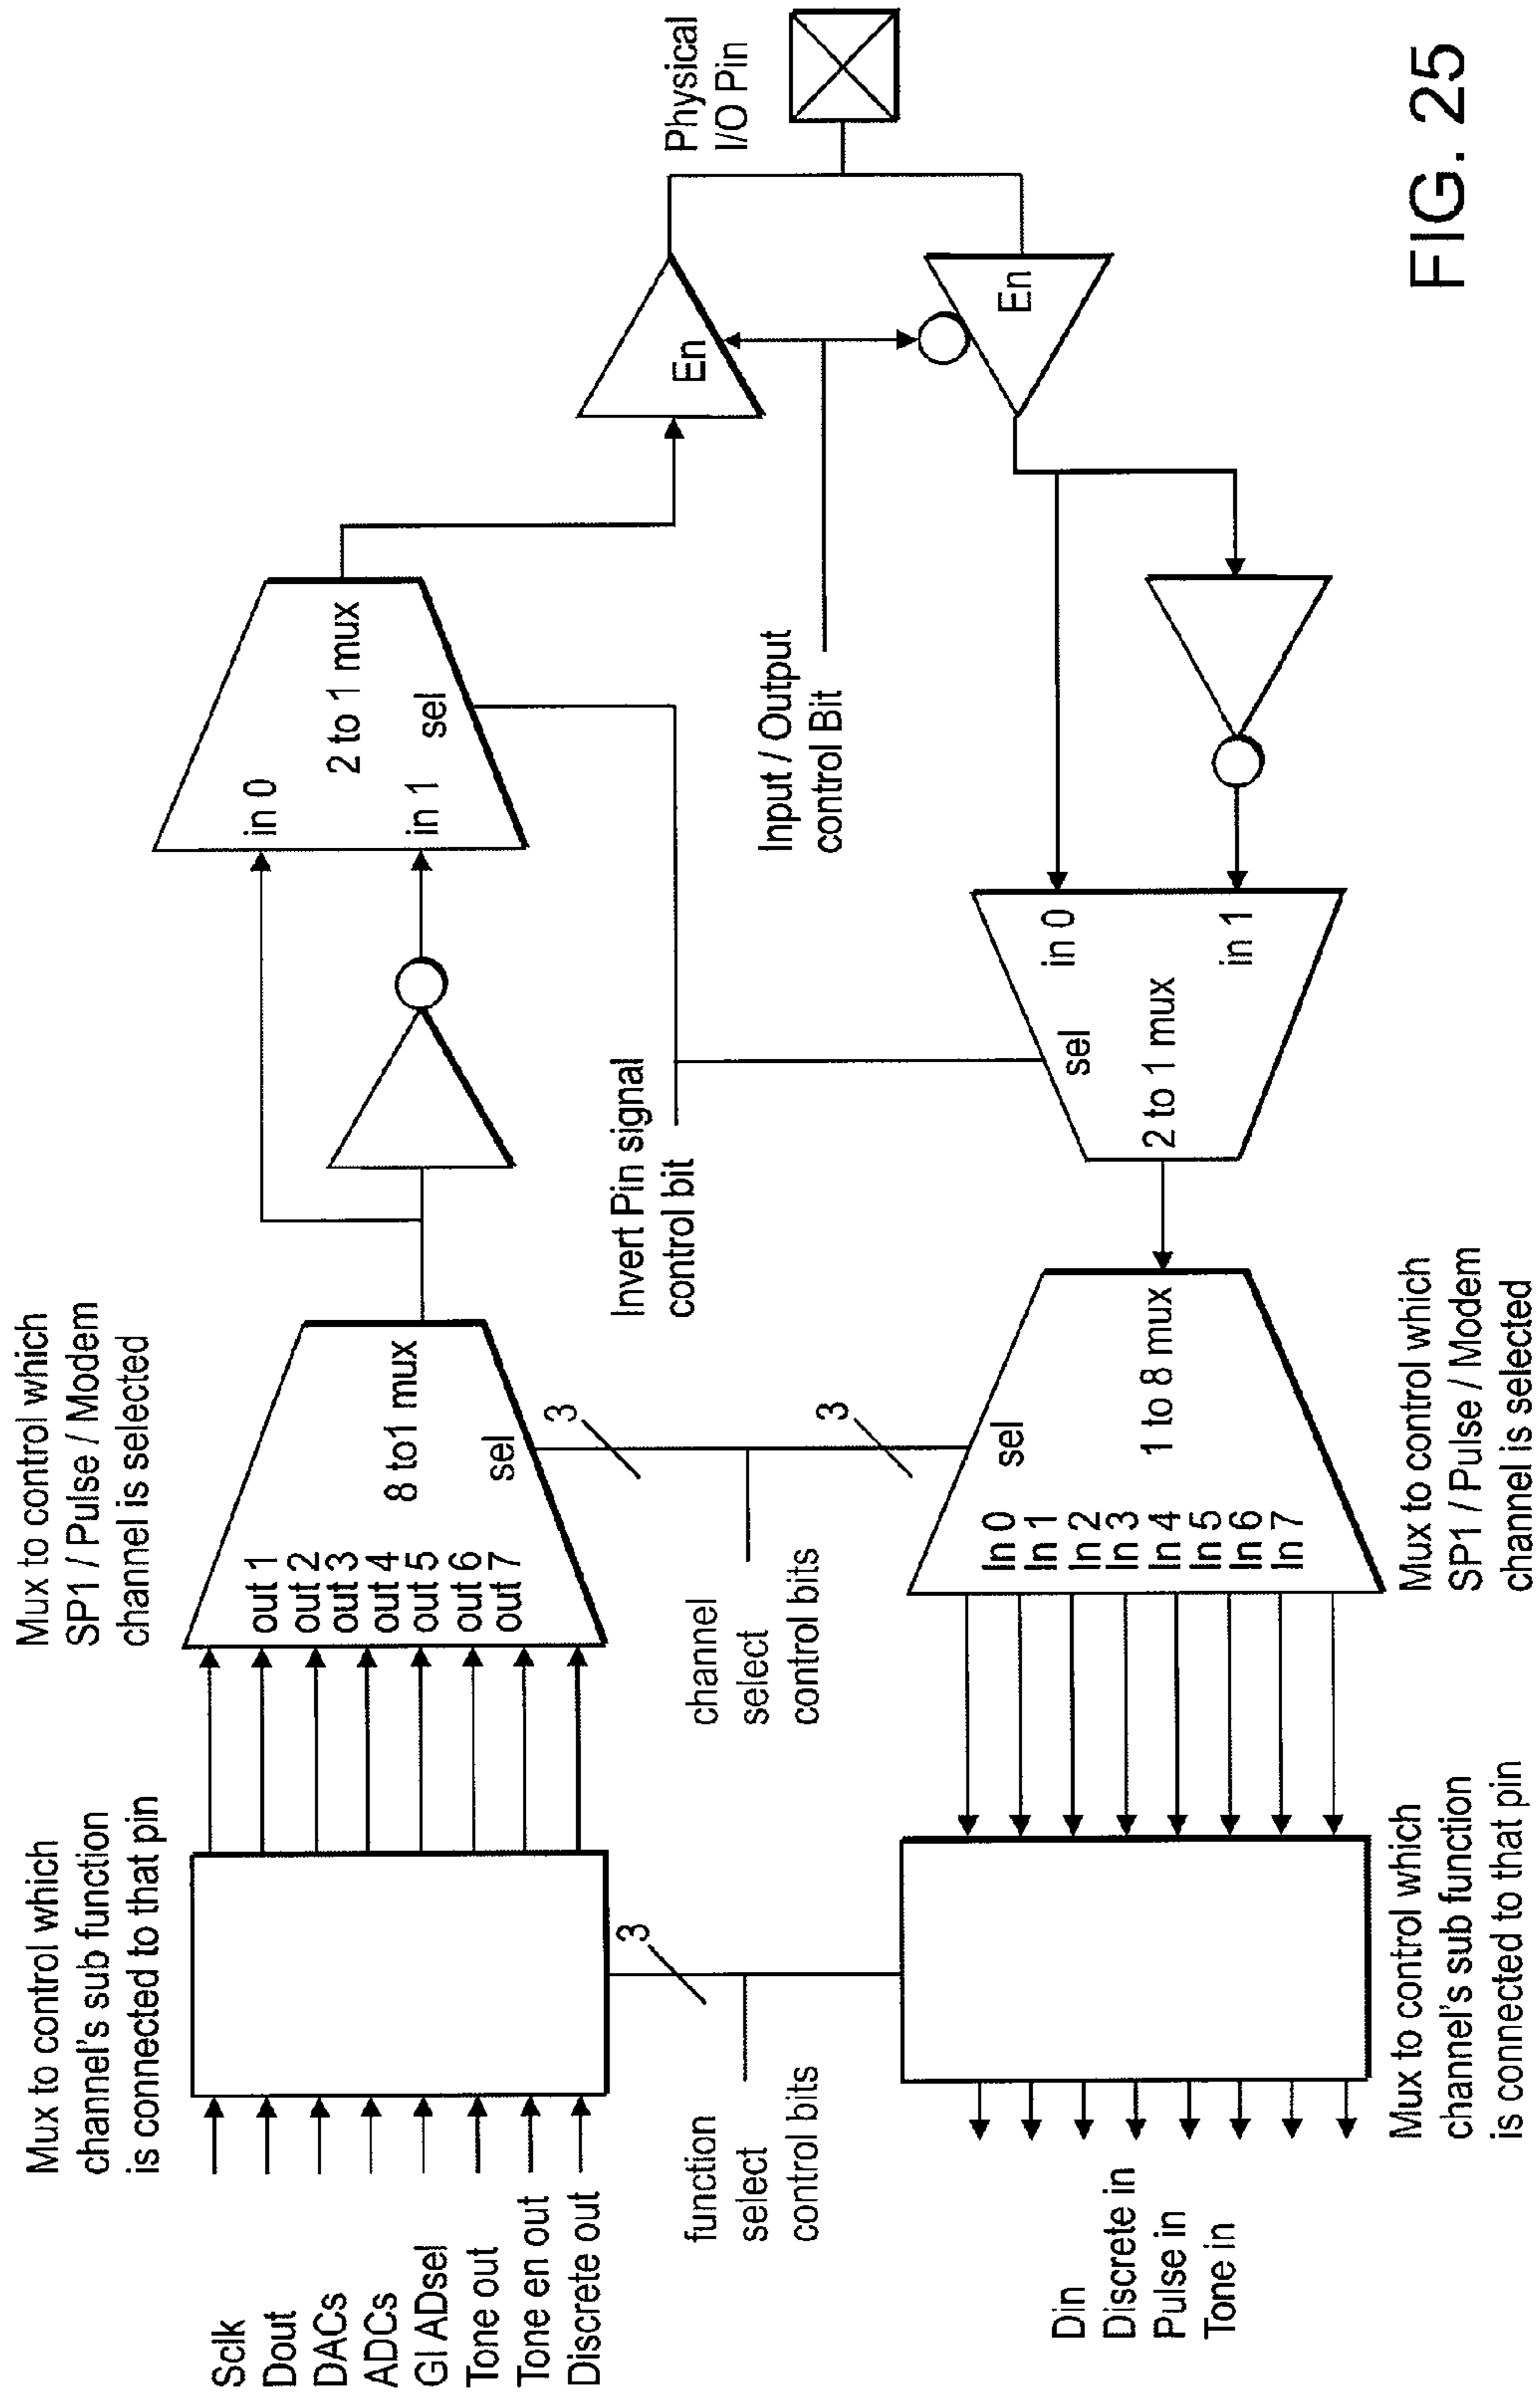 Mux to control which
channel's sub function
is connected to that pin
Mux to control which
SP1 / Pulse / Modem
channel is selected
Sclk
Dout
DACs
ADCs
GI ADsel
Tone out
Tone en out
Discrete out
out 1
out 2
out 3
out 4
out 5
out 6
out 7
8 to1 mux
sel
in 0
in 1
2 to 1 mux
sel
En
Physical
I/O Pin
3
function
select
control bits
3
channel
select
control bits
3
Invert Pin signal
control bit
Input / Output
control Bit
En
Din
Discrete in
Pulse in
Tone in
In 0
In 1
In 2
In 3
In 4
In 5
In 6
In 7
sel
1 to 8 mux
sel
2 to 1 mux
in 0
in 1
Mux to control which
channel's sub function
is connected to that pin
Mux to control which
SP1 / Pulse / Modem
channel is selected
FIG. 25